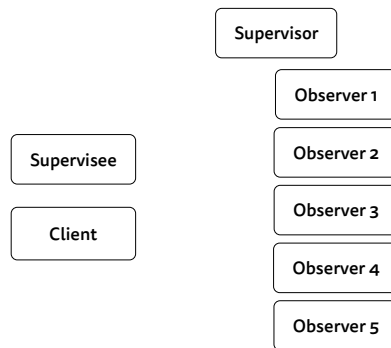 Supervisor
Observer 1
Observer 2
Supervisee
Observer 3
Client
Observer 4
Observer 5